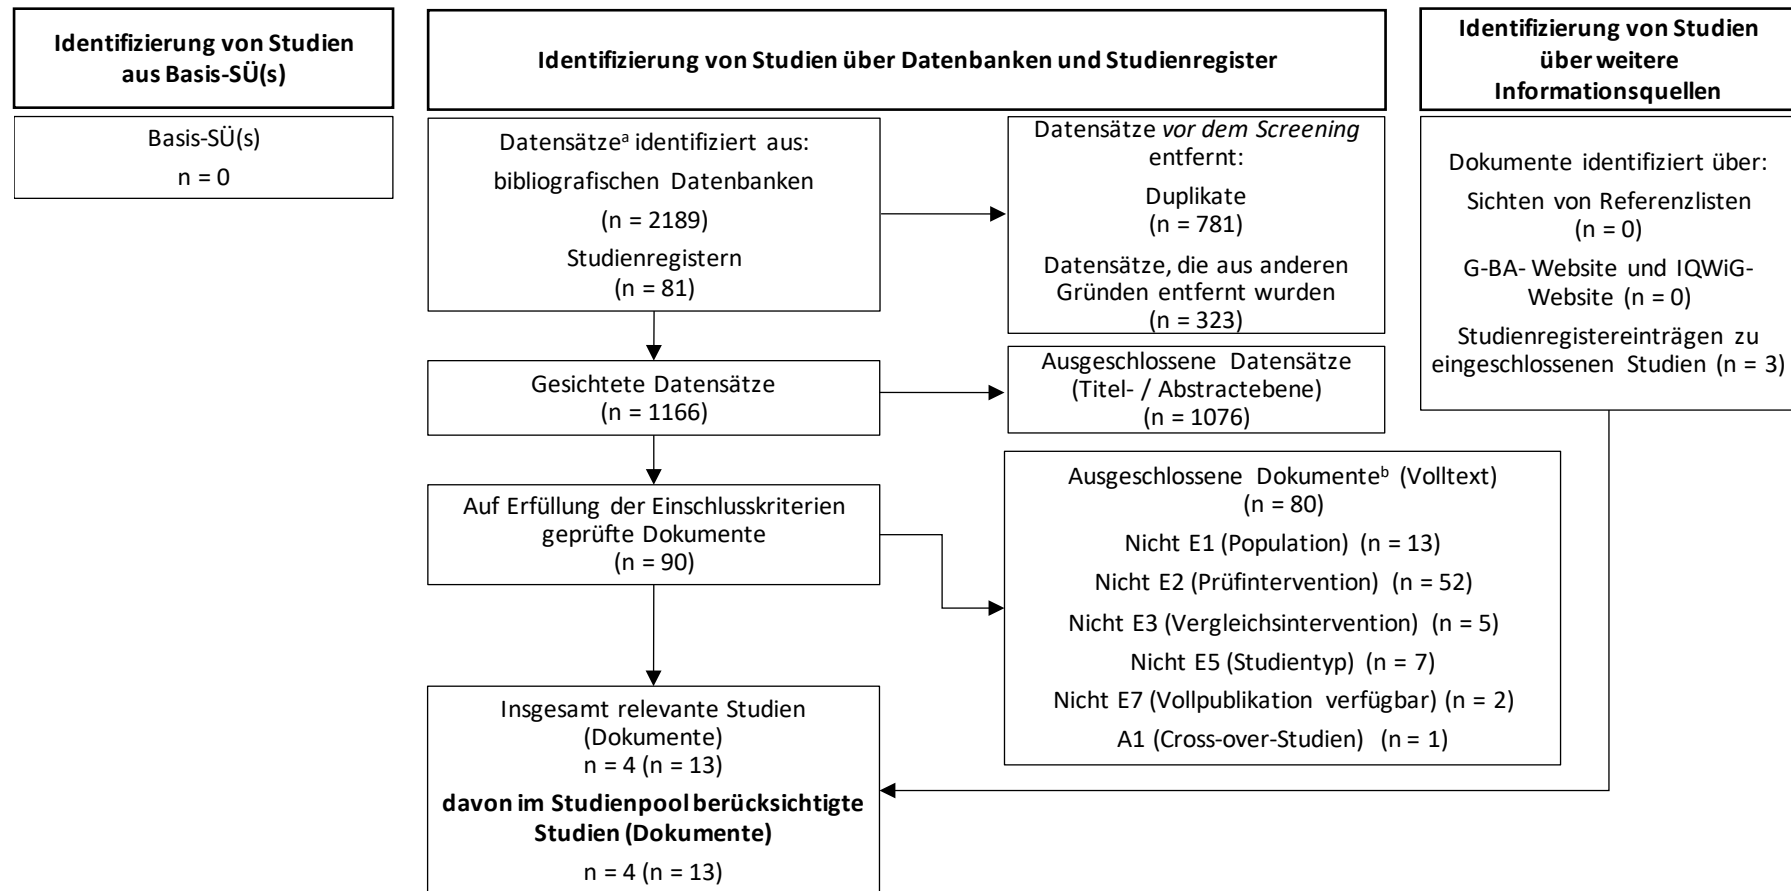 Identifizierung von Studien
aus Basis-SÜ(s)
Basis-SÜ(s)
n = 0
Identifizierung von Studien über Datenbanken und Studienregister
Datensätzeᵃ identifiziert aus:
bibliografischen Datenbanken
(n = 2189)
Studienregistern
(n = 81)
Datensätze vor dem Screening
entfernt:
Duplikate
(n = 781)
Datensätze, die aus anderen
Gründen entfernt wurden
(n = 323)
Gesichtete Datensätze
(n = 1166)
Ausgeschlossene Datensätze
(Titel- / Abstractebene)
(n = 1076)
Auf Erfüllung der Einschlusskriterien
geprüfte Dokumente
(n = 90)
Ausgeschlossene Dokumenteᵇ (Volltext)
(n = 80)
Nicht E1 (Population) (n = 13)
Nicht E2 (Prüfintervention) (n = 52)
Nicht E3 (Vergleichsintervention) (n = 5)
Nicht E5 (Studientyp) (n = 7)
Nicht E7 (Vollpublikation verfügbar) (n = 2)
A1 (Cross-over-Studien) (n = 1)
Insgesamt relevante Studien
(Dokumente)
n = 4 (n = 13)
davon im Studienpool berücksichtigte
Studien (Dokumente)
n = 4 (n = 13)
Identifizierung von Studien
über weitere
Informationsquellen
Dokumente identifiziert über:
Sichten von Referenzlisten
(n = 0)
G-BA- Website und IQWiG-
Website (n = 0)
Studienregistereinträgen zu
eingeschlossenen Studien (n = 3)